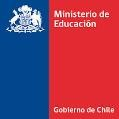 Ministerio de
Educación
Gobierno de Chile